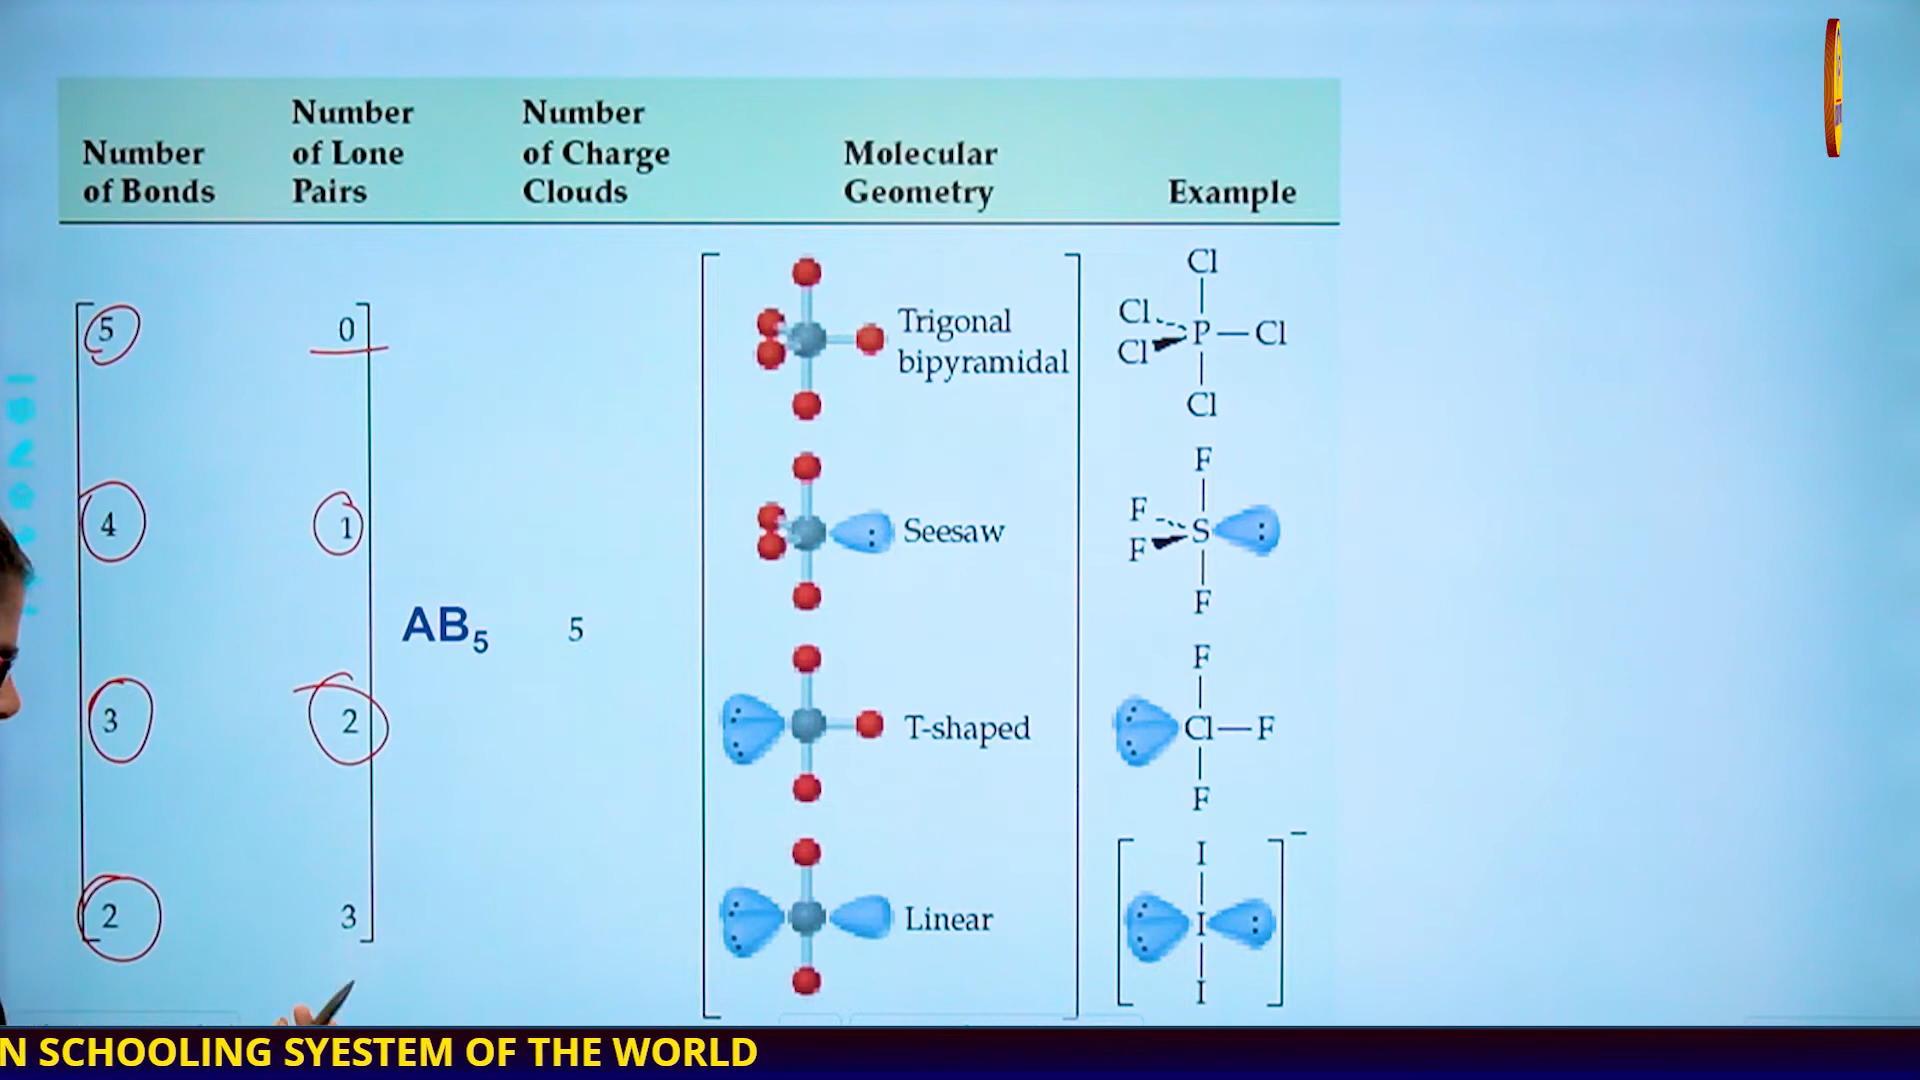 Number of Bonds
Number of Lone Pairs
Number of Charge Clouds
Molecular Geometry
Example
5
0
Trigonal bipyramidal
Cl
Cl
Cl
P
Cl
Cl
4
1
Seesaw
F
F
F
S
F
AB5
5
3
2
T-shaped
F
Cl
F
F
2
3
Linear
I
I
I
−
N SCHOOLING SYESTEM OF THE WORLD